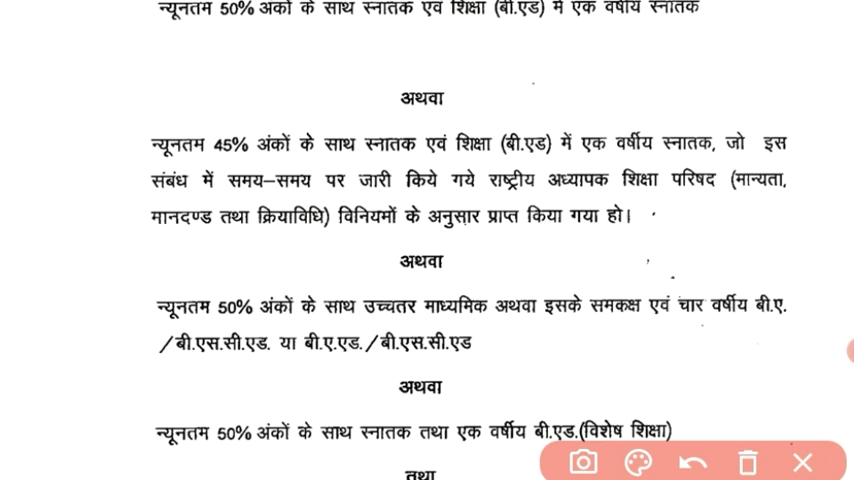 न्यूनतम 50% अंकों के साथ स्नातक एवं शिक्षा (बी.एड) में एक वर्षीय स्नातक
अथवा
न्यूनतम 45% अंकों के साथ स्नातक एवं शिक्षा (बी.एड) में एक वर्षीय स्नातक, जो इस
संबंध में समय–समय पर जारी किये गये राष्ट्रीय अध्यापक शिक्षा परिषद (मान्यता,
मानदण्ड तथा क्रियाविधि) विनियमों के अनुसार प्राप्त किया गया हो।
अथवा
न्यूनतम 50% अंकों के साथ उच्चतर माध्यमिक अथवा इसके समकक्ष एवं चार वर्षीय बी.ए.
/बी.एस.सी.एड. या बी.ए.एड./बी.एस.सी.एड
अथवा
न्यूनतम 50% अंकों के साथ स्नातक तथा एक वर्षीय बी.एड.(विशेष शिक्षा)
तथा